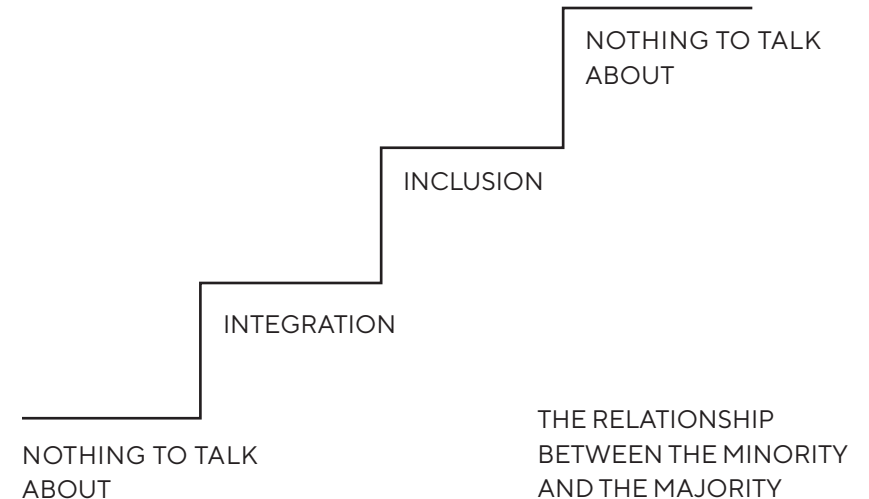 NOTHING TO TALK
ABOUT
INCLUSION
INTEGRATION
NOTHING TO TALK
ABOUT
THE RELATIONSHIP
BETWEEN THE MINORITY
AND THE MAJORITY